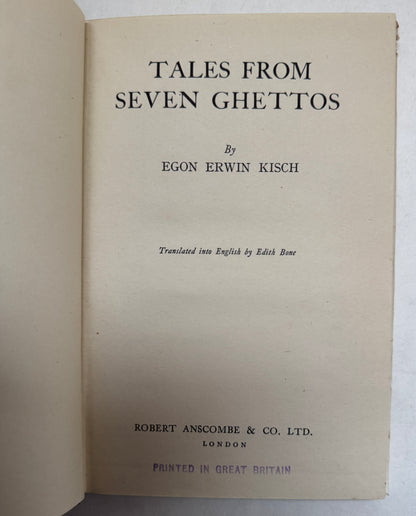 TALES FROM
SEVEN GHETTOS
By
EGON ERWIN KISCH
Translated into English by Edith Bone
ROBERT ANSCOMBE & CO. LTD.
LONDON
PRINTED IN GREAT BRITAIN